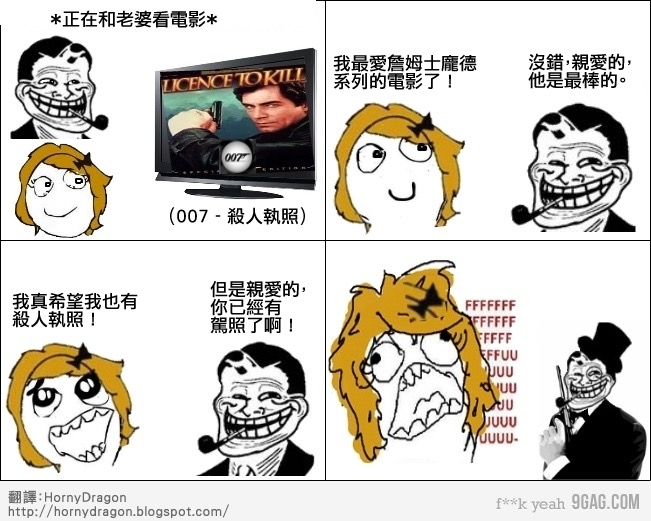 *正在和老婆看電影*
LICENCE TO KILL
007
EDITION
(007 - 殺人執照)
我最愛詹姆士龐德
系列的電影了！
沒錯，親愛的，
他是最棒的。
我真希望我也有
殺人執照！
但是親愛的，
你已經有
駕照了啊！
FFFFFFF
FFFFFF
FFFFF
FFFUU
UUUU
UUU
UU
UUU
UUUU-
翻譯：HornyDragon
http://hornydragon.blogspot.com/
f**k yeah 9GAG.COM